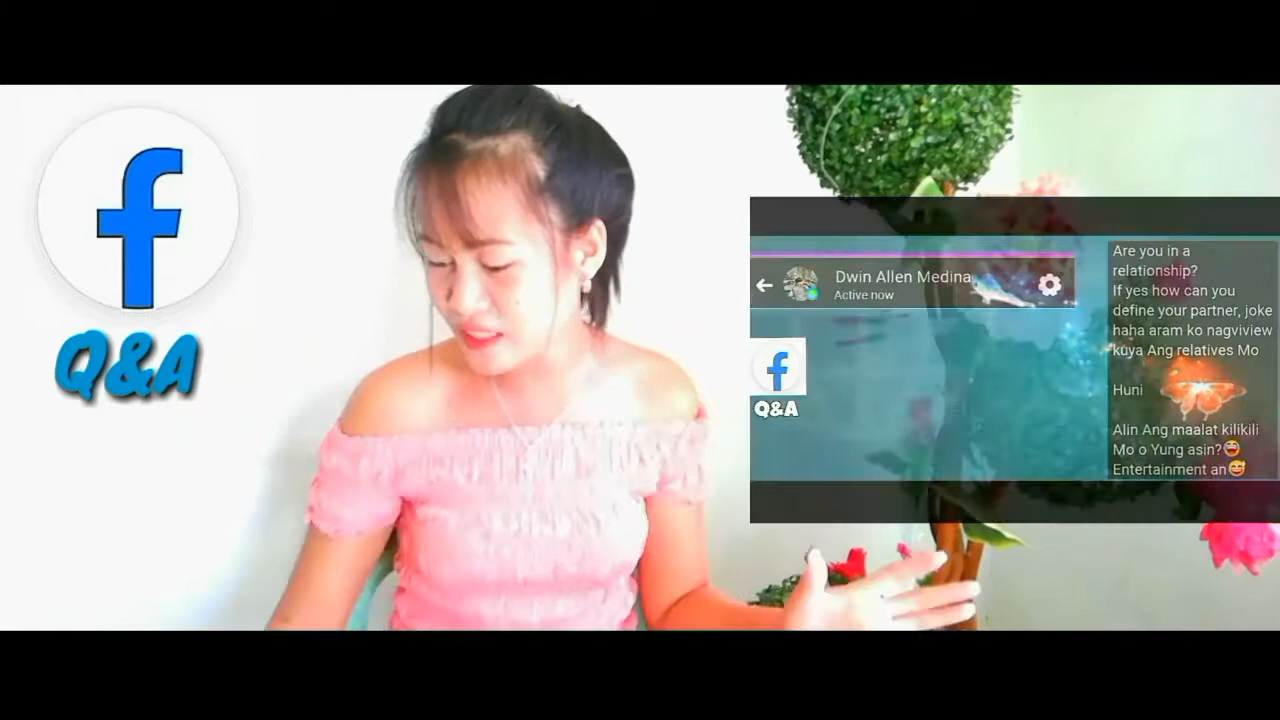 f
Q&A
Dwin Allen Medina
Active now
f
Q&A
Are you in a
relationship?
If yes how can you
define your partner, joke
haha aram ko nagviview
kuya Ang relatives Mo
Huni
Alin Ang maalat kilikili
Mo o Yung asin?😂
Entertainment an😅